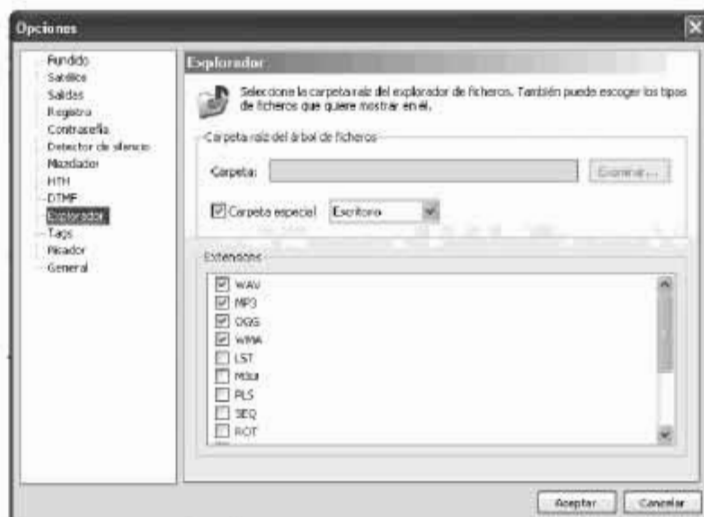 Opciones
Fundido
Satélite
Salidas
Registro
Contraseña
Detector de silencio
Mezclador
HTH
DTMF
Explorador
Tags
Pisador
General
Explorador
Seleccione la carpeta raíz del explorador de ficheros. También puede escoger los tipos
de ficheros que quiere mostrar en él.
Carpeta raíz del árbol de ficheros
Carpeta:
Examinar...
Carpeta especial
Escritorio
Extensions
WAV
MP3
OGG
WMA
LST
M3U
PLS
SEQ
ROT
Aceptar
Cancelar